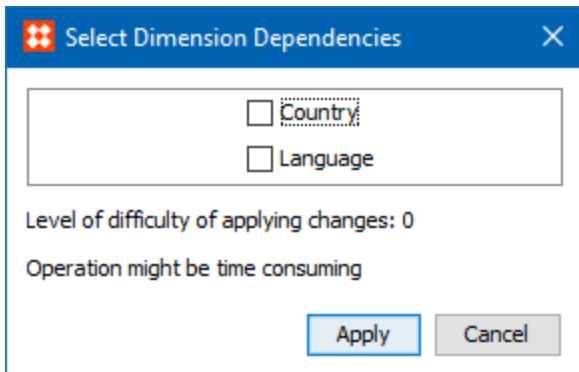 Select Dimension Dependencies
Country
Language
Level of difficulty of applying changes: 0
Operation might be time consuming
Apply Cancel